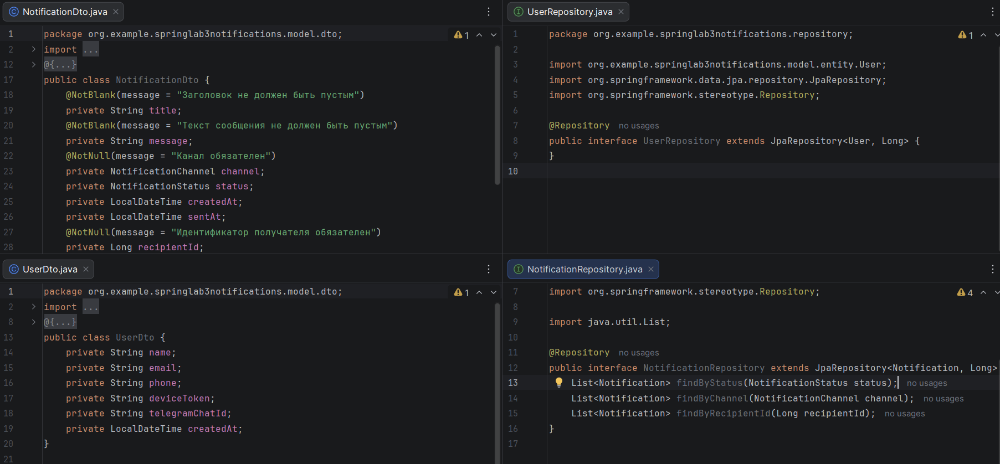 NotificationDto.java
1 package org.example.springlab3notifications.model.dto; 1
2 import ...
12 @{...}
17 public class NotificationDto {
18 @NotBlank(message = "Заголовок не должен быть пустым")
19 private String title;
20 @NotBlank(message = "Текст сообщения не должен быть пустым")
21 private String message;
22 @NotNull(message = "Канал обязателен")
23 private NotificationChannel channel;
24 private NotificationStatus status;
25 private LocalDateTime createdAt;
26 private LocalDateTime sentAt;
27 @NotNull(message = "Идентификатор получателя обязателен")
28 private Long recipientId;
UserRepository.java
1 package org.example.springlab3notifications.repository; 1
2
3 import org.example.springlab3notifications.model.entity.User;
4 import org.springframework.data.jpa.repository.JpaRepository;
5 import org.springframework.stereotype.Repository;
6
7 @Repository no usages
8 public interface UserRepository extends JpaRepository<User, Long> {
9 }
10
UserDto.java
1 package org.example.springlab3notifications.model.dto; 1
2 import ...
8 @{...}
13 public class UserDto {
14 private String name;
15 private String email;
16 private String phone;
17 private String deviceToken;
18 private String telegramChatId;
19 private LocalDateTime createdAt;
20 }
21
NotificationRepository.java
7 import org.springframework.stereotype.Repository; 4
8
9 import java.util.List;
10
11 @Repository no usages
12 public interface NotificationRepository extends JpaRepository<Notification, Long>
13 List<Notification> findByStatus(NotificationStatus status); no usages
14 List<Notification> findByChannel(NotificationChannel channel); no usages
15 List<Notification> findByRecipientId(Long recipientId); no usages
16 }
17